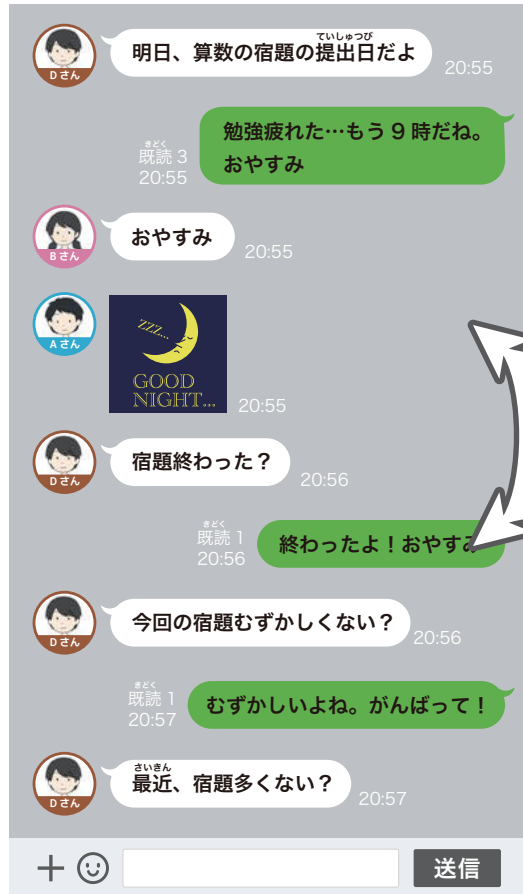 ていしゅつび
明日、算数の宿題の提出日だよ
Dさん
20:55
勉強疲れた…もう9時だね。
おやすみ
きどく
既読 3
20:55
おやすみ
Bさん
20:55
Aさん
ZZZ...
GOOD
NIGHT...
20:55
宿題終わった？
Dさん
20:56
きどく
既読 1
20:56
終わったよ！おやすみ
今回の宿題むずかしくない？
Dさん
20:56
きどく
既読 1
20:57
むずかしいよね。がんばって！
さいきん
最近、宿題多くない？
Dさん
20:57
送信